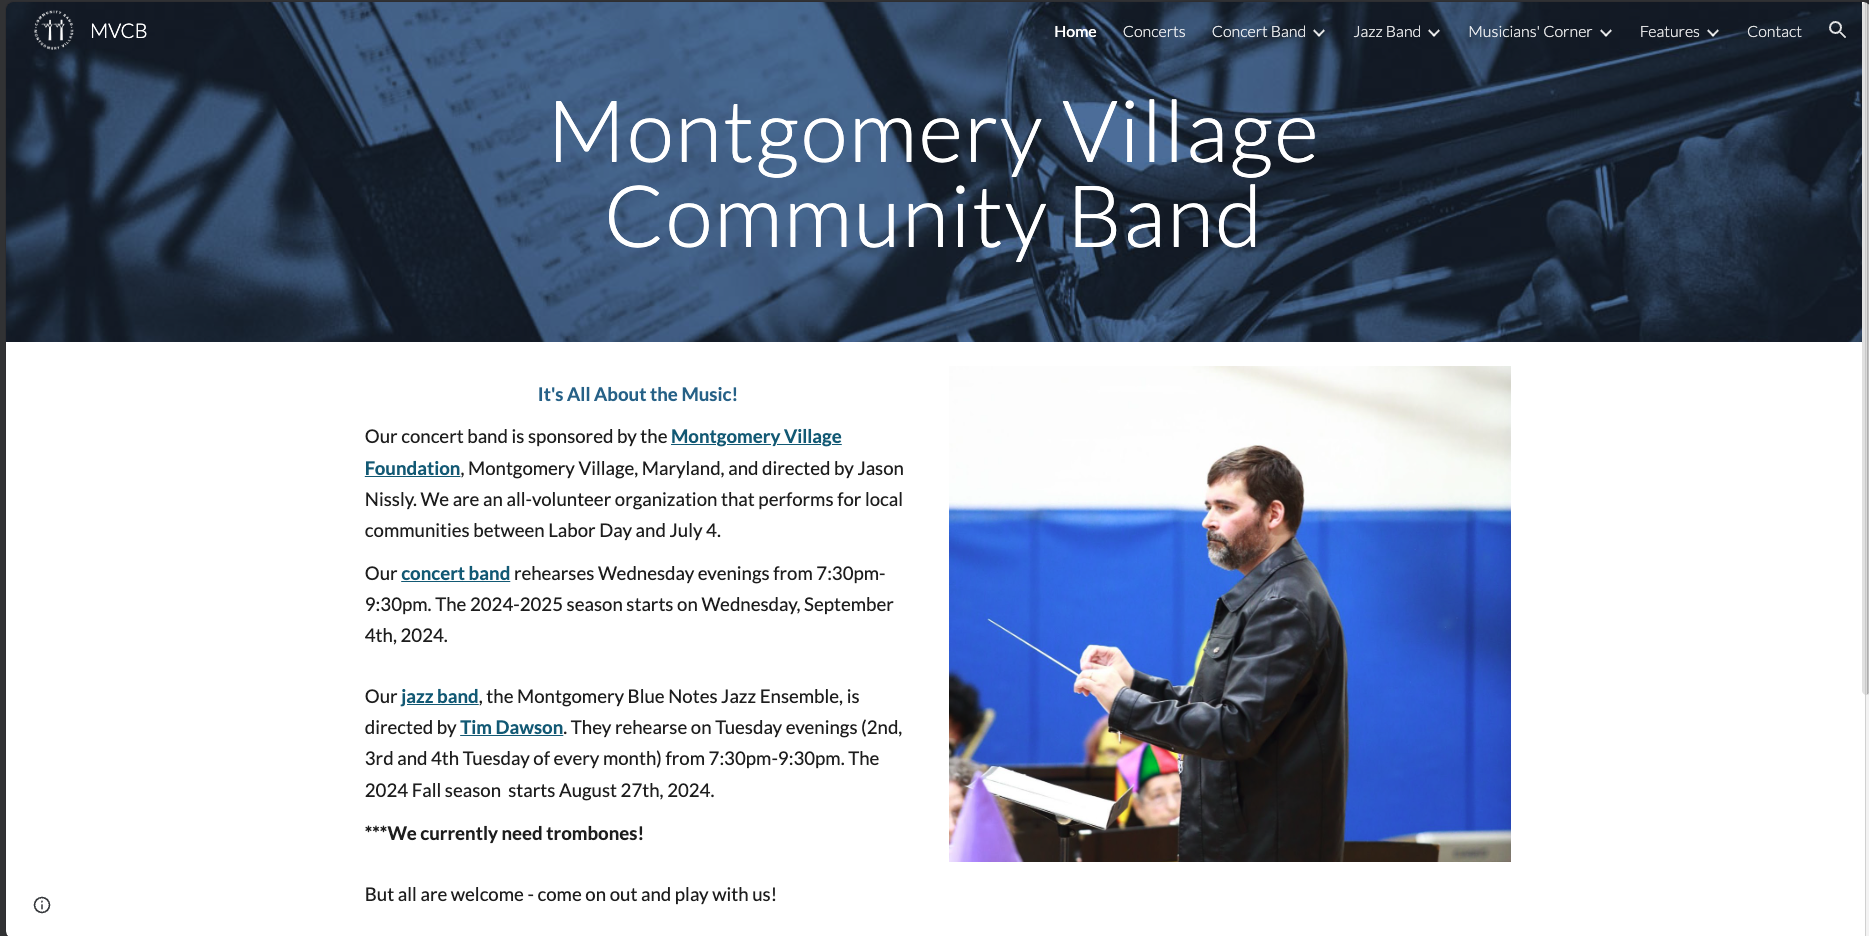 MVCB
Home Concerts Concert Band Jazz Band Musicians' Corner Features Contact
Montgomery Village
Community Band
It's All About the Music!
Our concert band is sponsored by the Montgomery Village
Foundation, Montgomery Village, Maryland, and directed by Jason
Nissly. We are an all-volunteer organization that performs for local
communities between Labor Day and July 4.
Our concert band rehearses Wednesday evenings from 7:30pm-
9:30pm. The 2024-2025 season starts on Wednesday, September
4th, 2024.
Our jazz band, the Montgomery Blue Notes Jazz Ensemble, is
directed by Tim Dawson. They rehearse on Tuesday evenings (2nd,
3rd and 4th Tuesday of every month) from 7:30pm-9:30pm. The
2024 Fall season  starts August 27th, 2024.
***We currently need trombones!
But all are welcome - come on out and play with us!